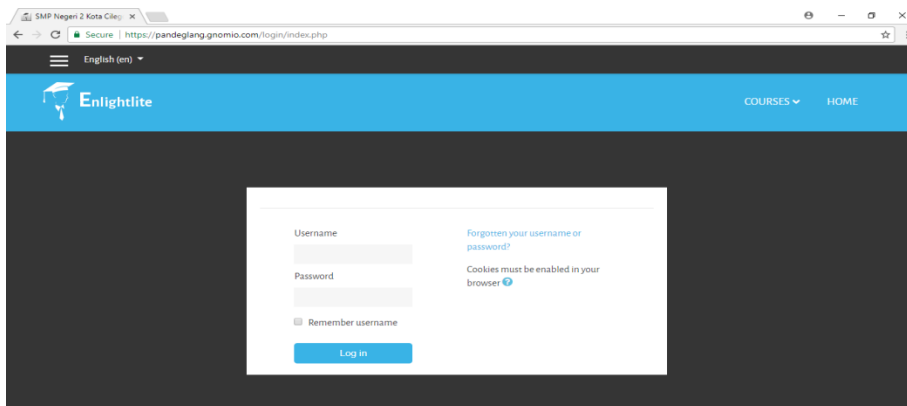 SMP Negeri 2 Kota Cileg
Secure | https://pandeglang.gnomio.com/login/index.php
English (en)
Enlightlite
COURSES
HOME
Username
Forgotten your username or
password?
Password
Cookies must be enabled in your
browser
Remember username
Log in